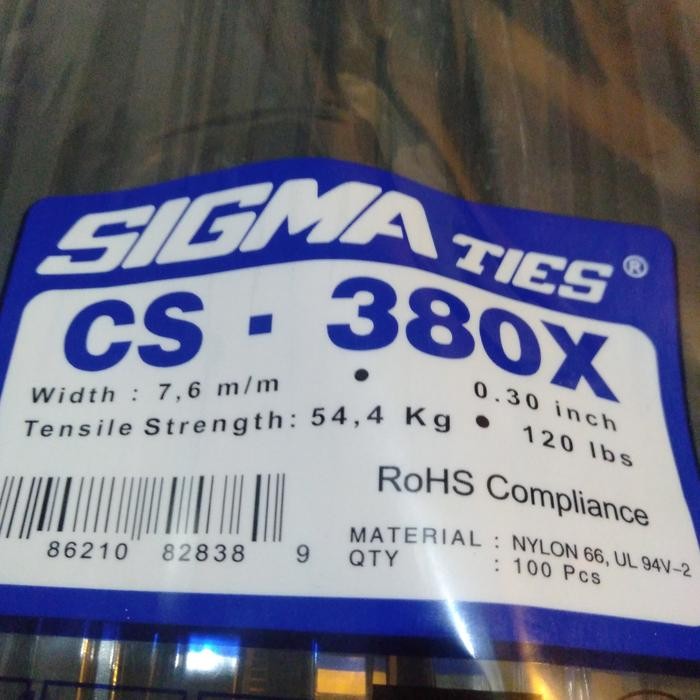 SIGMA TIES ®
CS - 380X
Width : 7,6 m/m • 0.30 inch
Tensile Strength: 54,4 Kg • 120 lbs
RoHS Compliance
MATERIAL : NYLON 66, UL 94V-2
QTY : 100 Pcs
86210 82838 9